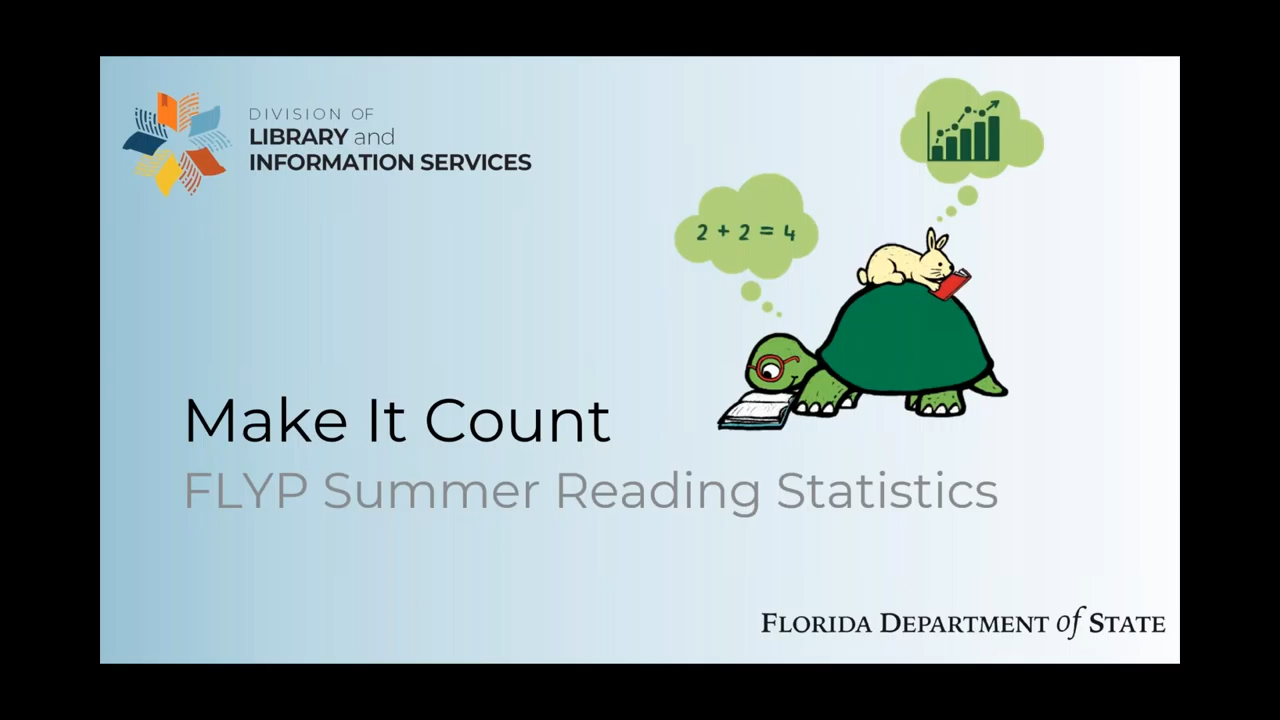 DIVISION OF
LIBRARY and
INFORMATION SERVICES
2 + 2 = 4
Make It Count
FLYP Summer Reading Statistics
FLORIDA DEPARTMENT of STATE